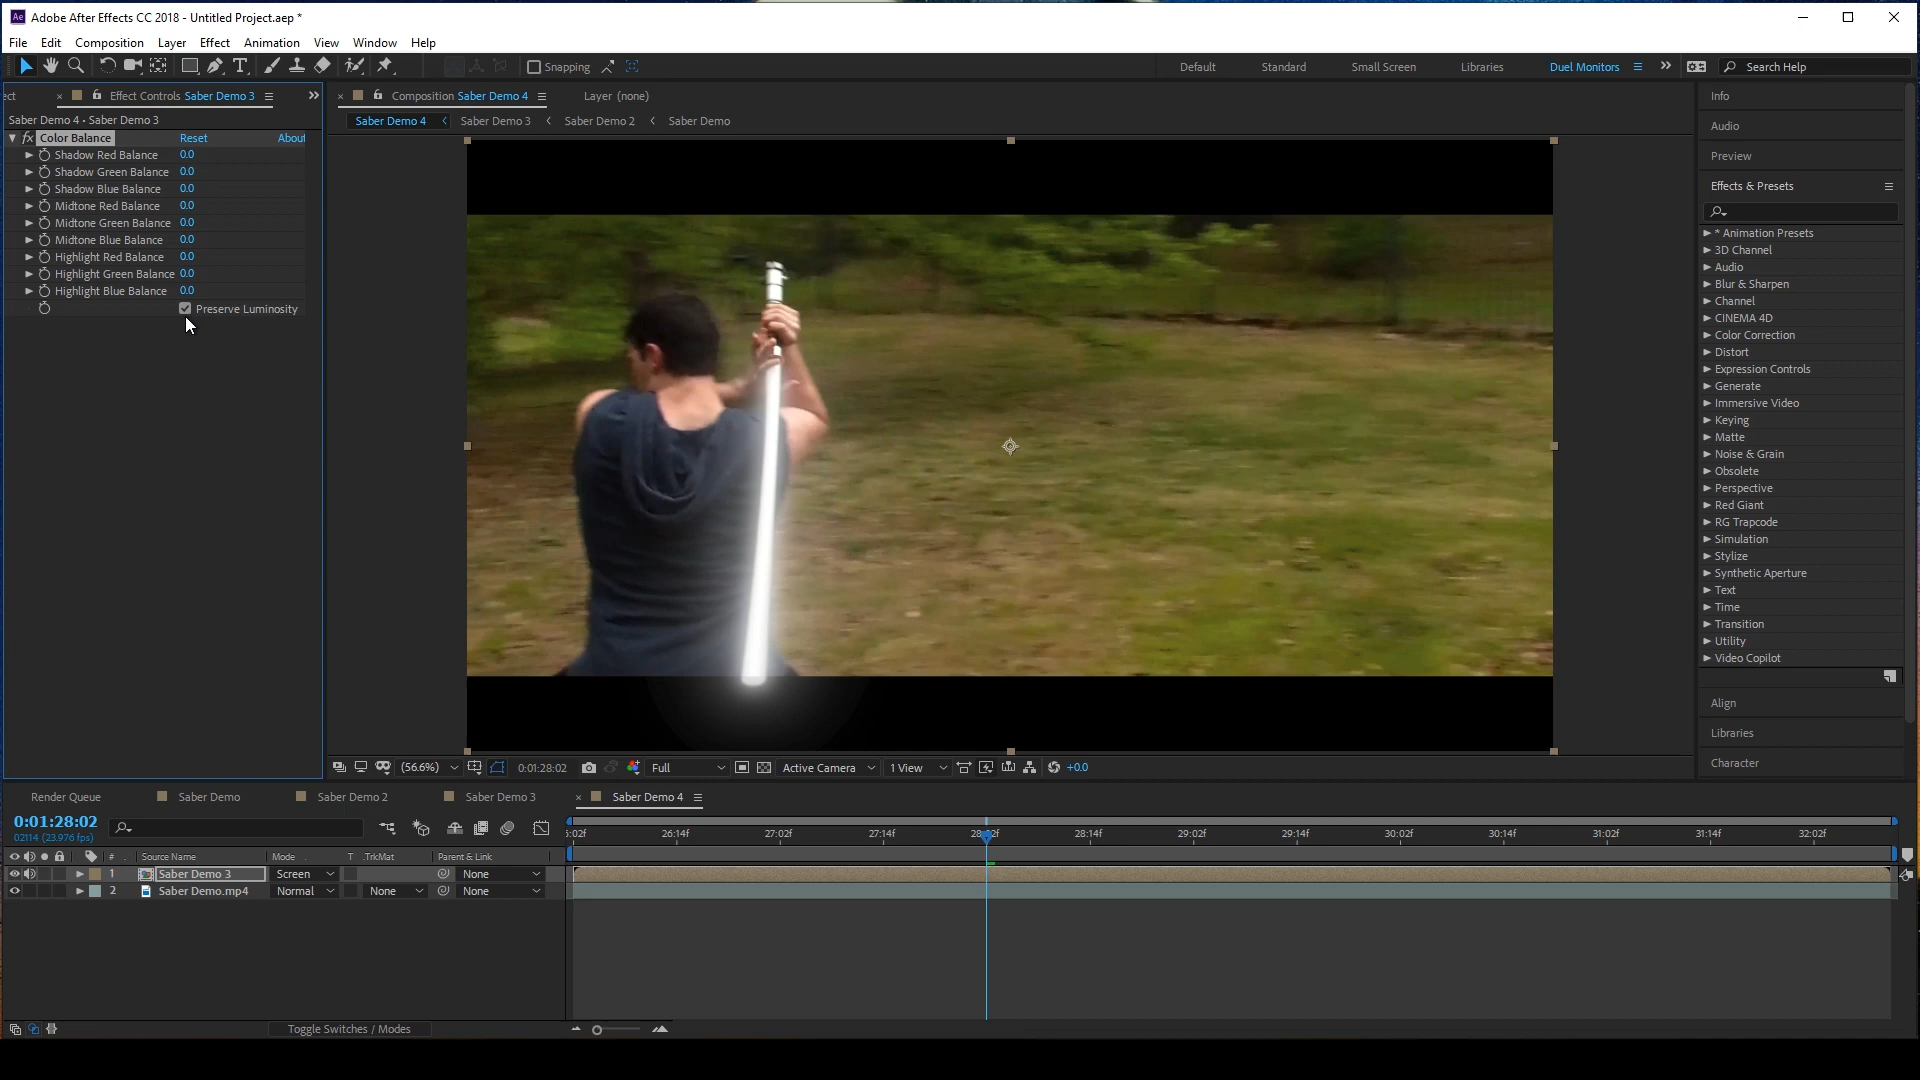 Ae Adobe After Effects CC 2018 - Untitled Project.aep *
File Edit Composition Layer Effect Animation View Window Help
Snapping Default Standard Small Screen Libraries Duel Monitors Search Help
ect × Effect Controls Saber Demo 3
Saber Demo 4 • Saber Demo 3
fx Color Balance Reset About
Shadow Red Balance 0.0
Shadow Green Balance 0.0
Shadow Blue Balance 0.0
Midtone Red Balance 0.0
Midtone Green Balance 0.0
Midtone Blue Balance 0.0
Highlight Red Balance 0.0
Highlight Green Balance 0.0
Highlight Blue Balance 0.0
Preserve Luminosity
× Composition Saber Demo 4 Layer (none)
Saber Demo 4 Saber Demo 3 Saber Demo 2 Saber Demo
(56.6%) 0:01:28:02 Full Active Camera 1 View +0.0
Info
Audio
Preview
Effects & Presets
* Animation Presets
3D Channel
Audio
Blur & Sharpen
Channel
CINEMA 4D
Color Correction
Distort
Expression Controls
Generate
Immersive Video
Keying
Matte
Noise & Grain
Obsolete
Perspective
Red Giant
RG Trapcode
Simulation
Stylize
Synthetic Aperture
Text
Time
Transition
Utility
Video Copilot
Align
Libraries
Character
Render Queue Saber Demo Saber Demo 2 Saber Demo 3 × Saber Demo 4
0:01:28:02
02114 (23.976 fps)
5:02f 26:14f 27:02f 27:14f 28:02f 28:14f 29:02f 29:14f 30:02f 30:14f 31:02f 31:14f 32:02f
# Source Name Mode T .TrkMat Parent & Link
1 Saber Demo 3 Screen None
2 Saber Demo.mp4 Normal None None
Toggle Switches / Modes